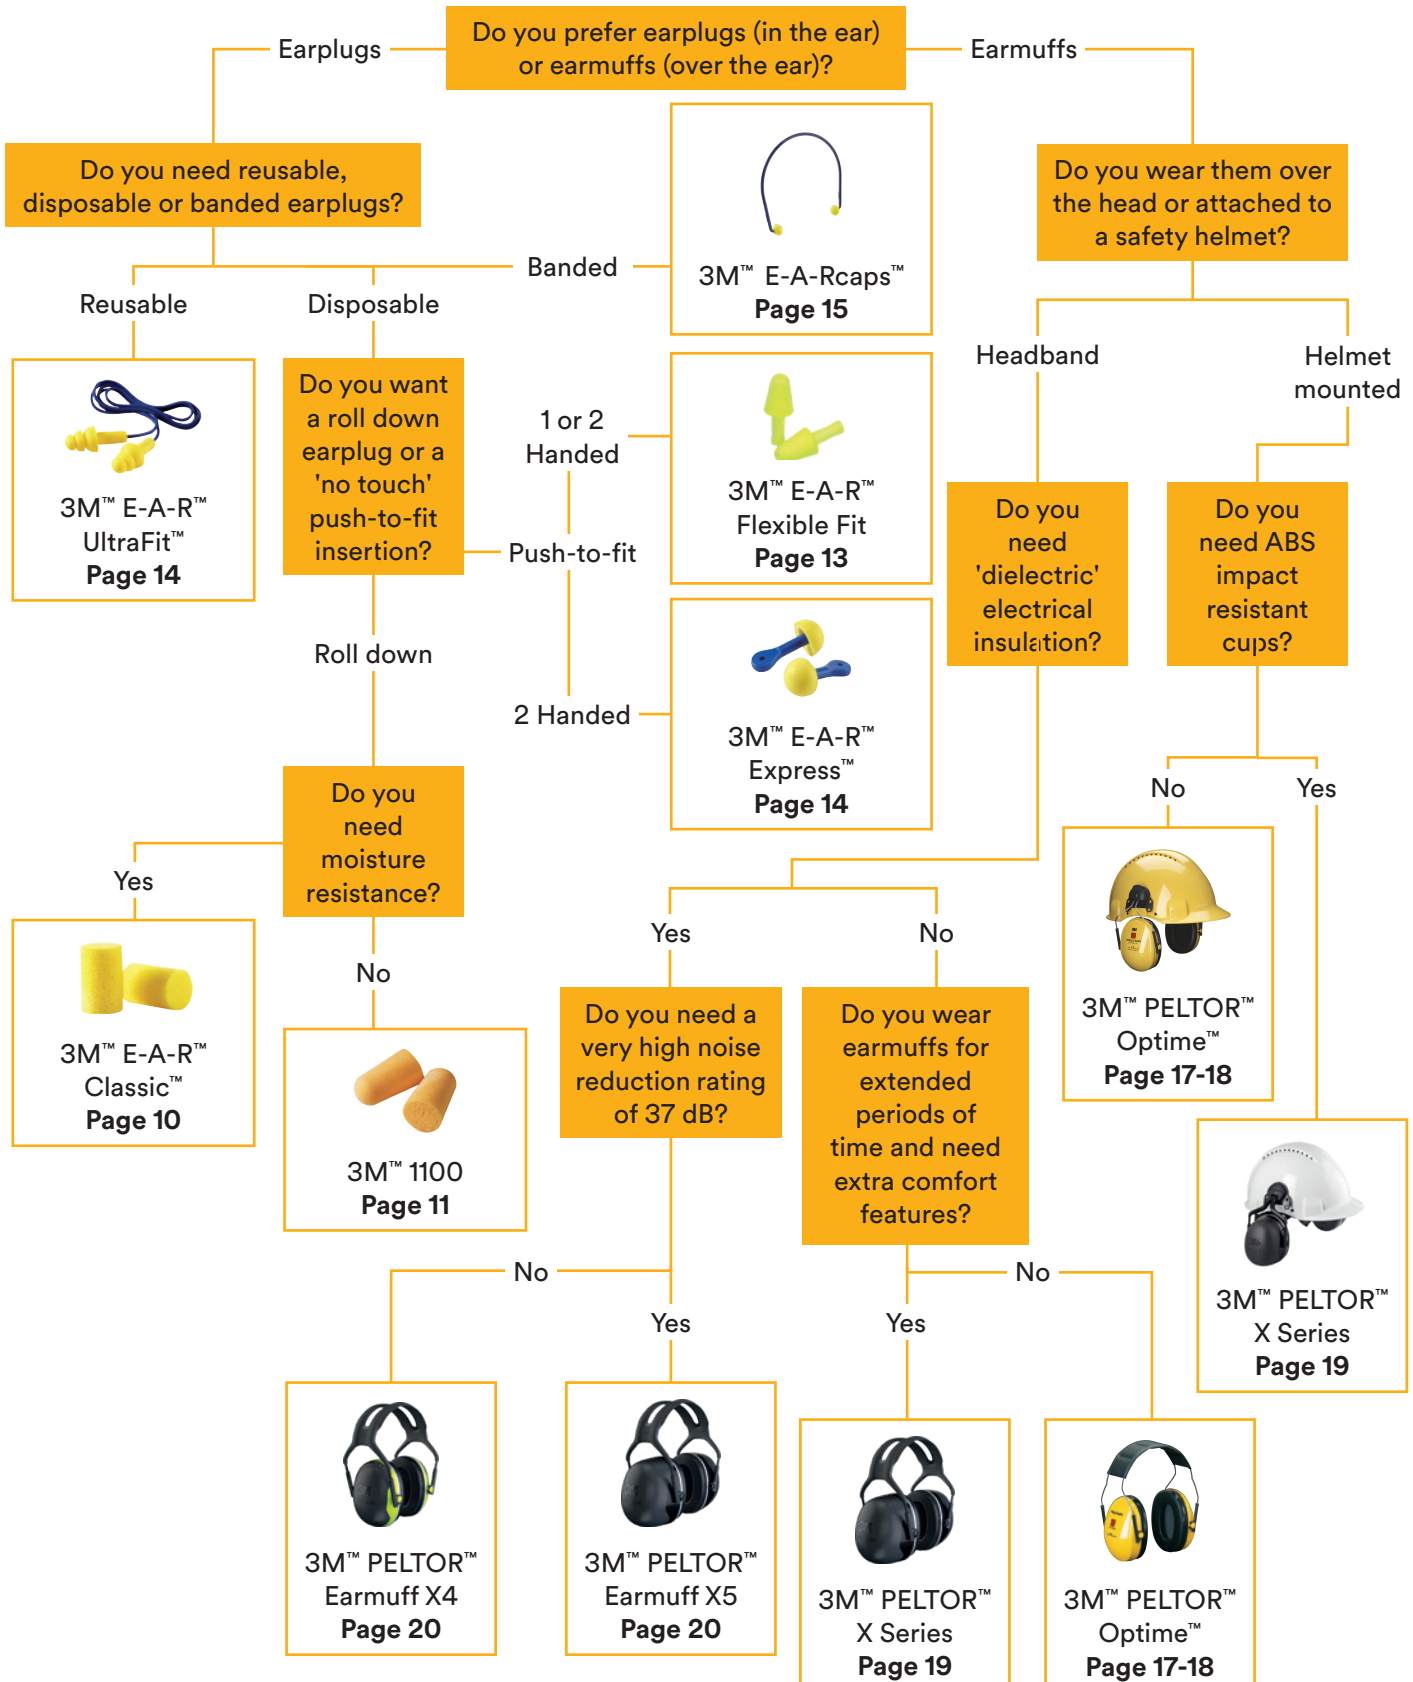 Do you prefer earplugs (in the ear)
or earmuffs (over the ear)?
Earplugs
Earmuffs
Do you need reusable,
disposable or banded earplugs?
Reusable
Disposable
Banded
3M™ E-A-Rcaps™
Page 15
3M™ E-A-R™
UltraFit™
Page 14
Do you want
a roll down
earplug or a
'no touch'
push-to-fit
insertion?
Push-to-fit
1 or 2
Handed
3M™ E-A-R™
Flexible Fit
Page 13
2 Handed
3M™ E-A-R™
Express™
Page 14
Roll down
Do you
need
moisture
resistance?
Yes
3M™ E-A-R™
Classic™
Page 10
No
3M™ 1100
Page 11
Do you wear them over
the head or attached to
a safety helmet?
Headband
Helmet
mounted
Do you
need
'dielectric'
electrical
insulation?
Do you
need ABS
impact
resistant
cups?
No
Yes
3M™ PELTOR™
Optime™
Page 17-18
3M™ PELTOR™
X Series
Page 19
Yes
No
Do you need a
very high noise
reduction rating
of 37 dB?
Do you wear
earmuffs for
extended
periods of
time and need
extra comfort
features?
No
Yes
3M™ PELTOR™
Earmuff X4
Page 20
3M™ PELTOR™
Earmuff X5
Page 20
Yes
No
3M™ PELTOR™
X Series
Page 19
3M™ PELTOR™
Optime™
Page 17-18